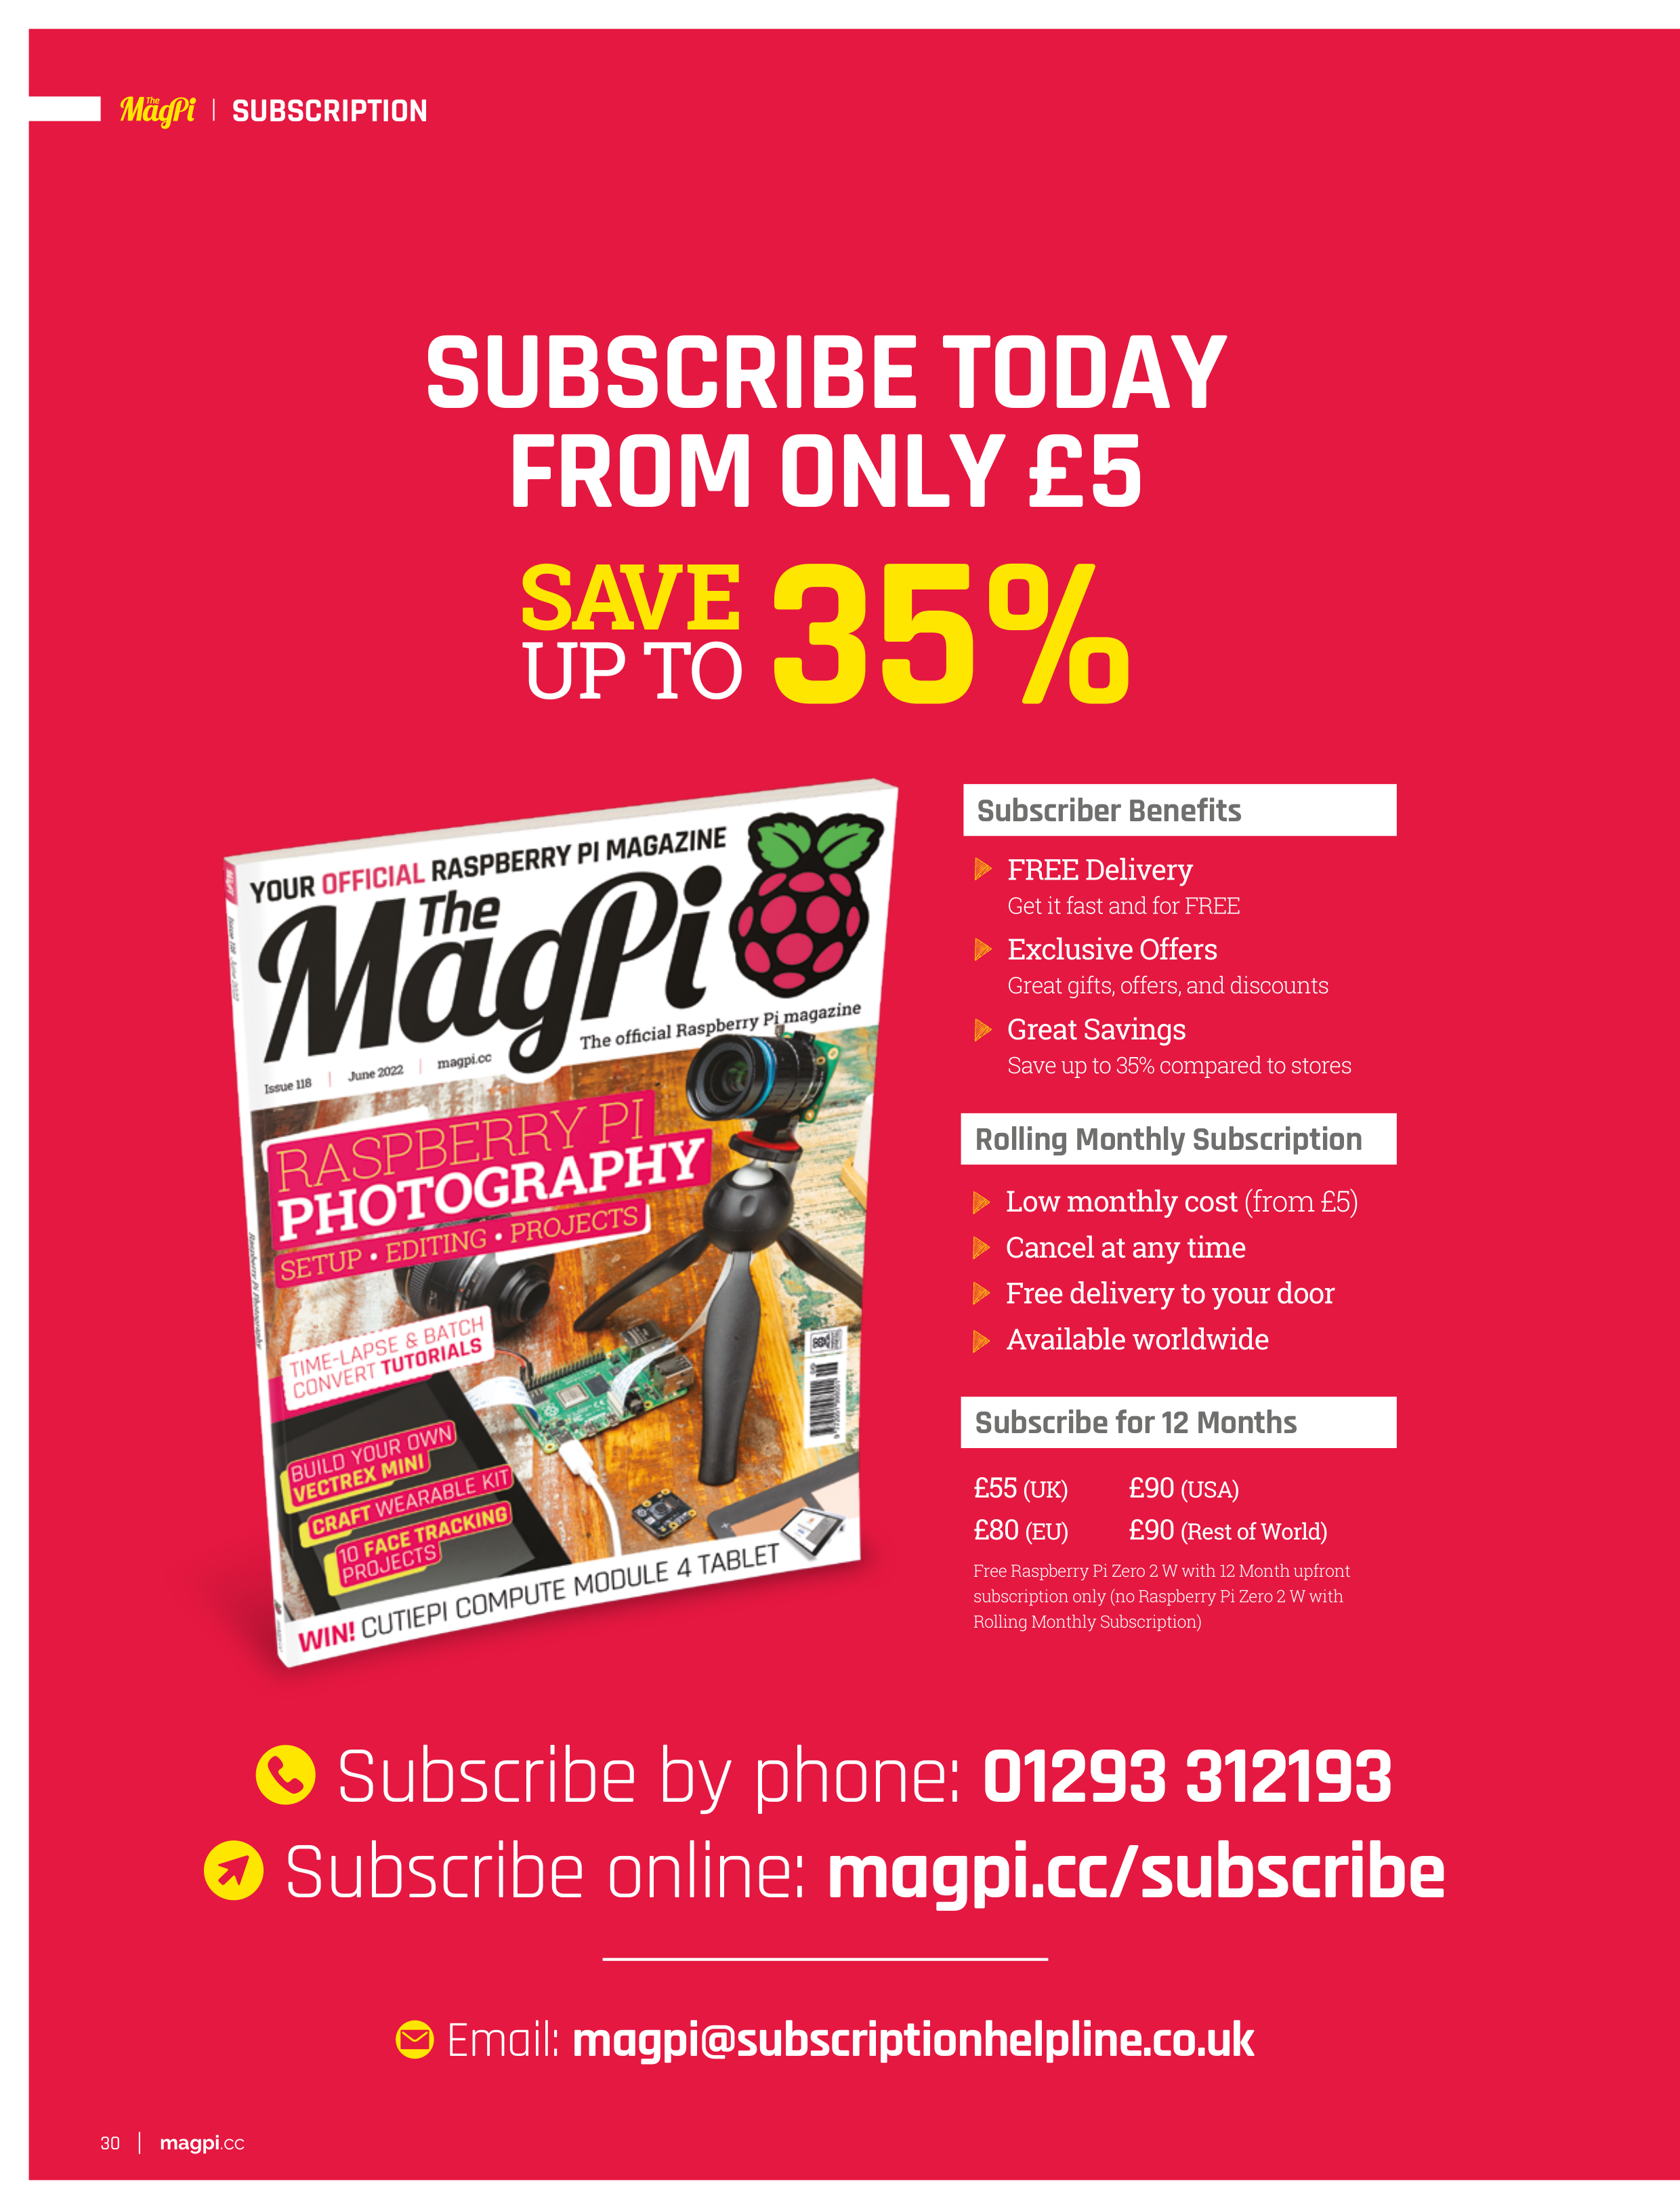 The MagPi | SUBSCRIPTION
SUBSCRIBE TODAY
FROM ONLY £5
SAVE
UP TO
35%
YOUR OFFICIAL RASPBERRY PI MAGAZINE
The
MagPi
The official Raspberry Pi magazine
Issue 118 | June 2022 | magpi.cc
RASPBERRY PI
PHOTOGRAPHY
SETUP • EDITING • PROJECTS
TIME-LAPSE & BATCH
CONVERT TUTORIALS
BUILD YOUR OWN
VECTREX MINI
CRAFT WEARABLE KIT
10 FACE TRACKING
PROJECTS
WIN! CUTIEPI COMPUTE MODULE 4 TABLET
Issue 118 June 2022
Raspberry Pi Photography
Subscriber Benefits
FREE Delivery
Get it fast and for FREE
Exclusive Offers
Great gifts, offers, and discounts
Great Savings
Save up to 35% compared to stores
Rolling Monthly Subscription
Low monthly cost (from £5)
Cancel at any time
Free delivery to your door
Available worldwide
Subscribe for 12 Months
£55 (UK) £90 (USA)
£80 (EU) £90 (Rest of World)
Free Raspberry Pi Zero 2 W with 12 Month upfront
subscription only (no Raspberry Pi Zero 2 W with
Rolling Monthly Subscription)
Subscribe by phone: 01293 312193
Subscribe online: magpi.cc/subscribe
Email: magpi@subscriptionhelpline.co.uk
30 | magpi.cc